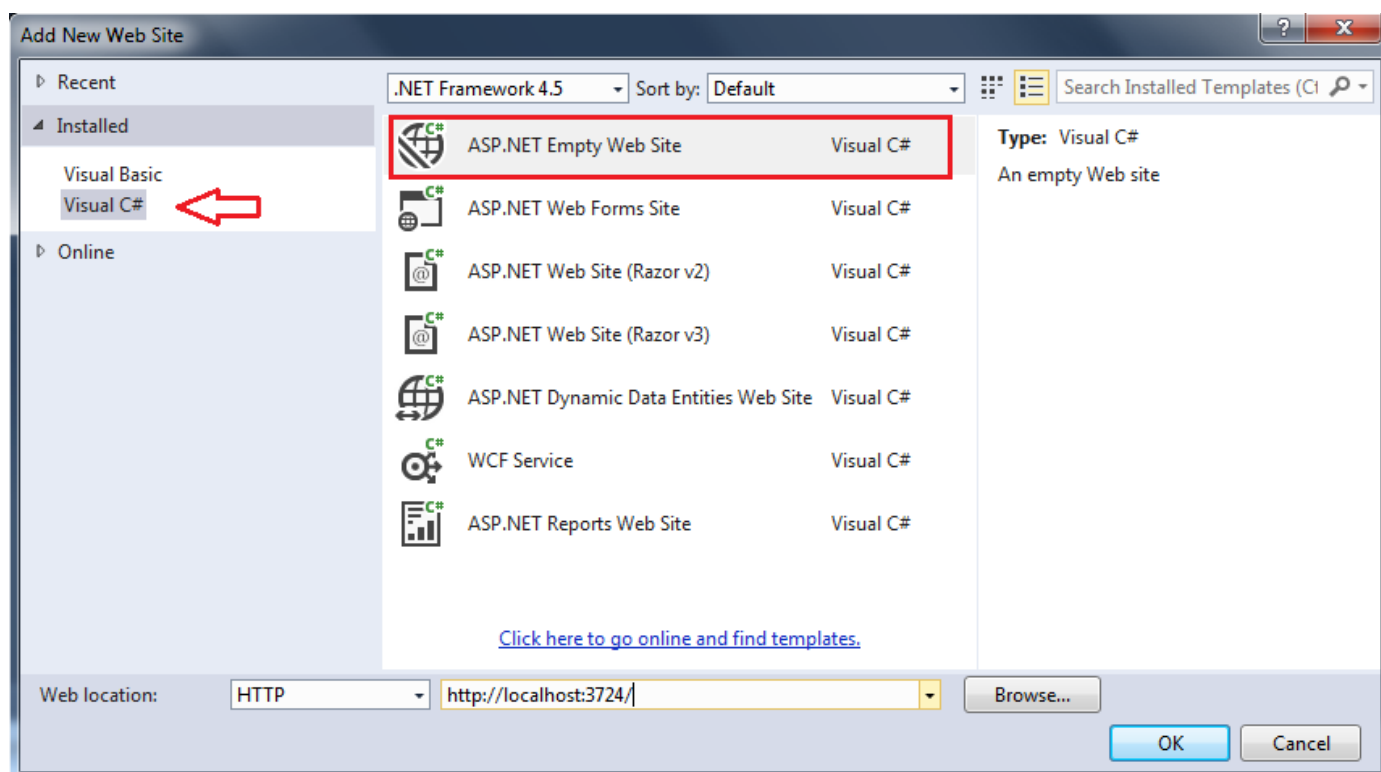 Add New Web Site
?
x
Recent
Installed
Visual Basic
Visual C#
Online
.NET Framework 4.5 Sort by: Default
Search Installed Templates (Ct
C# ASP.NET Empty Web Site Visual C#
C# ASP.NET Web Forms Site Visual C#
C# @ ASP.NET Web Site (Razor v2) Visual C#
C# @ ASP.NET Web Site (Razor v3) Visual C#
C# ASP.NET Dynamic Data Entities Web Site Visual C#
C# WCF Service Visual C#
C# ASP.NET Reports Web Site Visual C#
Click here to go online and find templates.
Type: Visual C#
An empty Web site
Web location: HTTP http://localhost:3724/ Browse...
OK Cancel